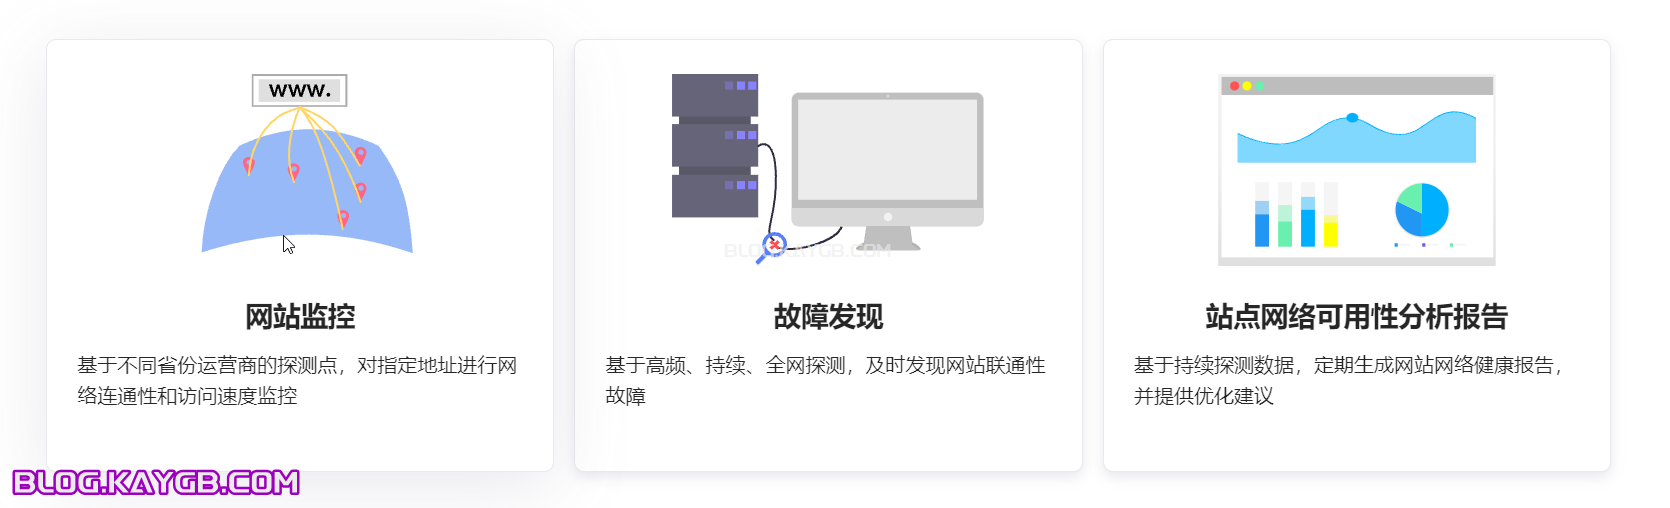 www.
网站监控
基于不同省份运营商的探测点，对指定地址进行网
络连通性和访问速度监控
BLOG.KAYGB.COM
故障发现
基于高频、持续、全网探测，及时发现网站联通性
故障
站点网络可用性分析报告
基于持续探测数据，定期生成网站网络健康报告，
并提供优化建议
BLOG.KAYGB.COM